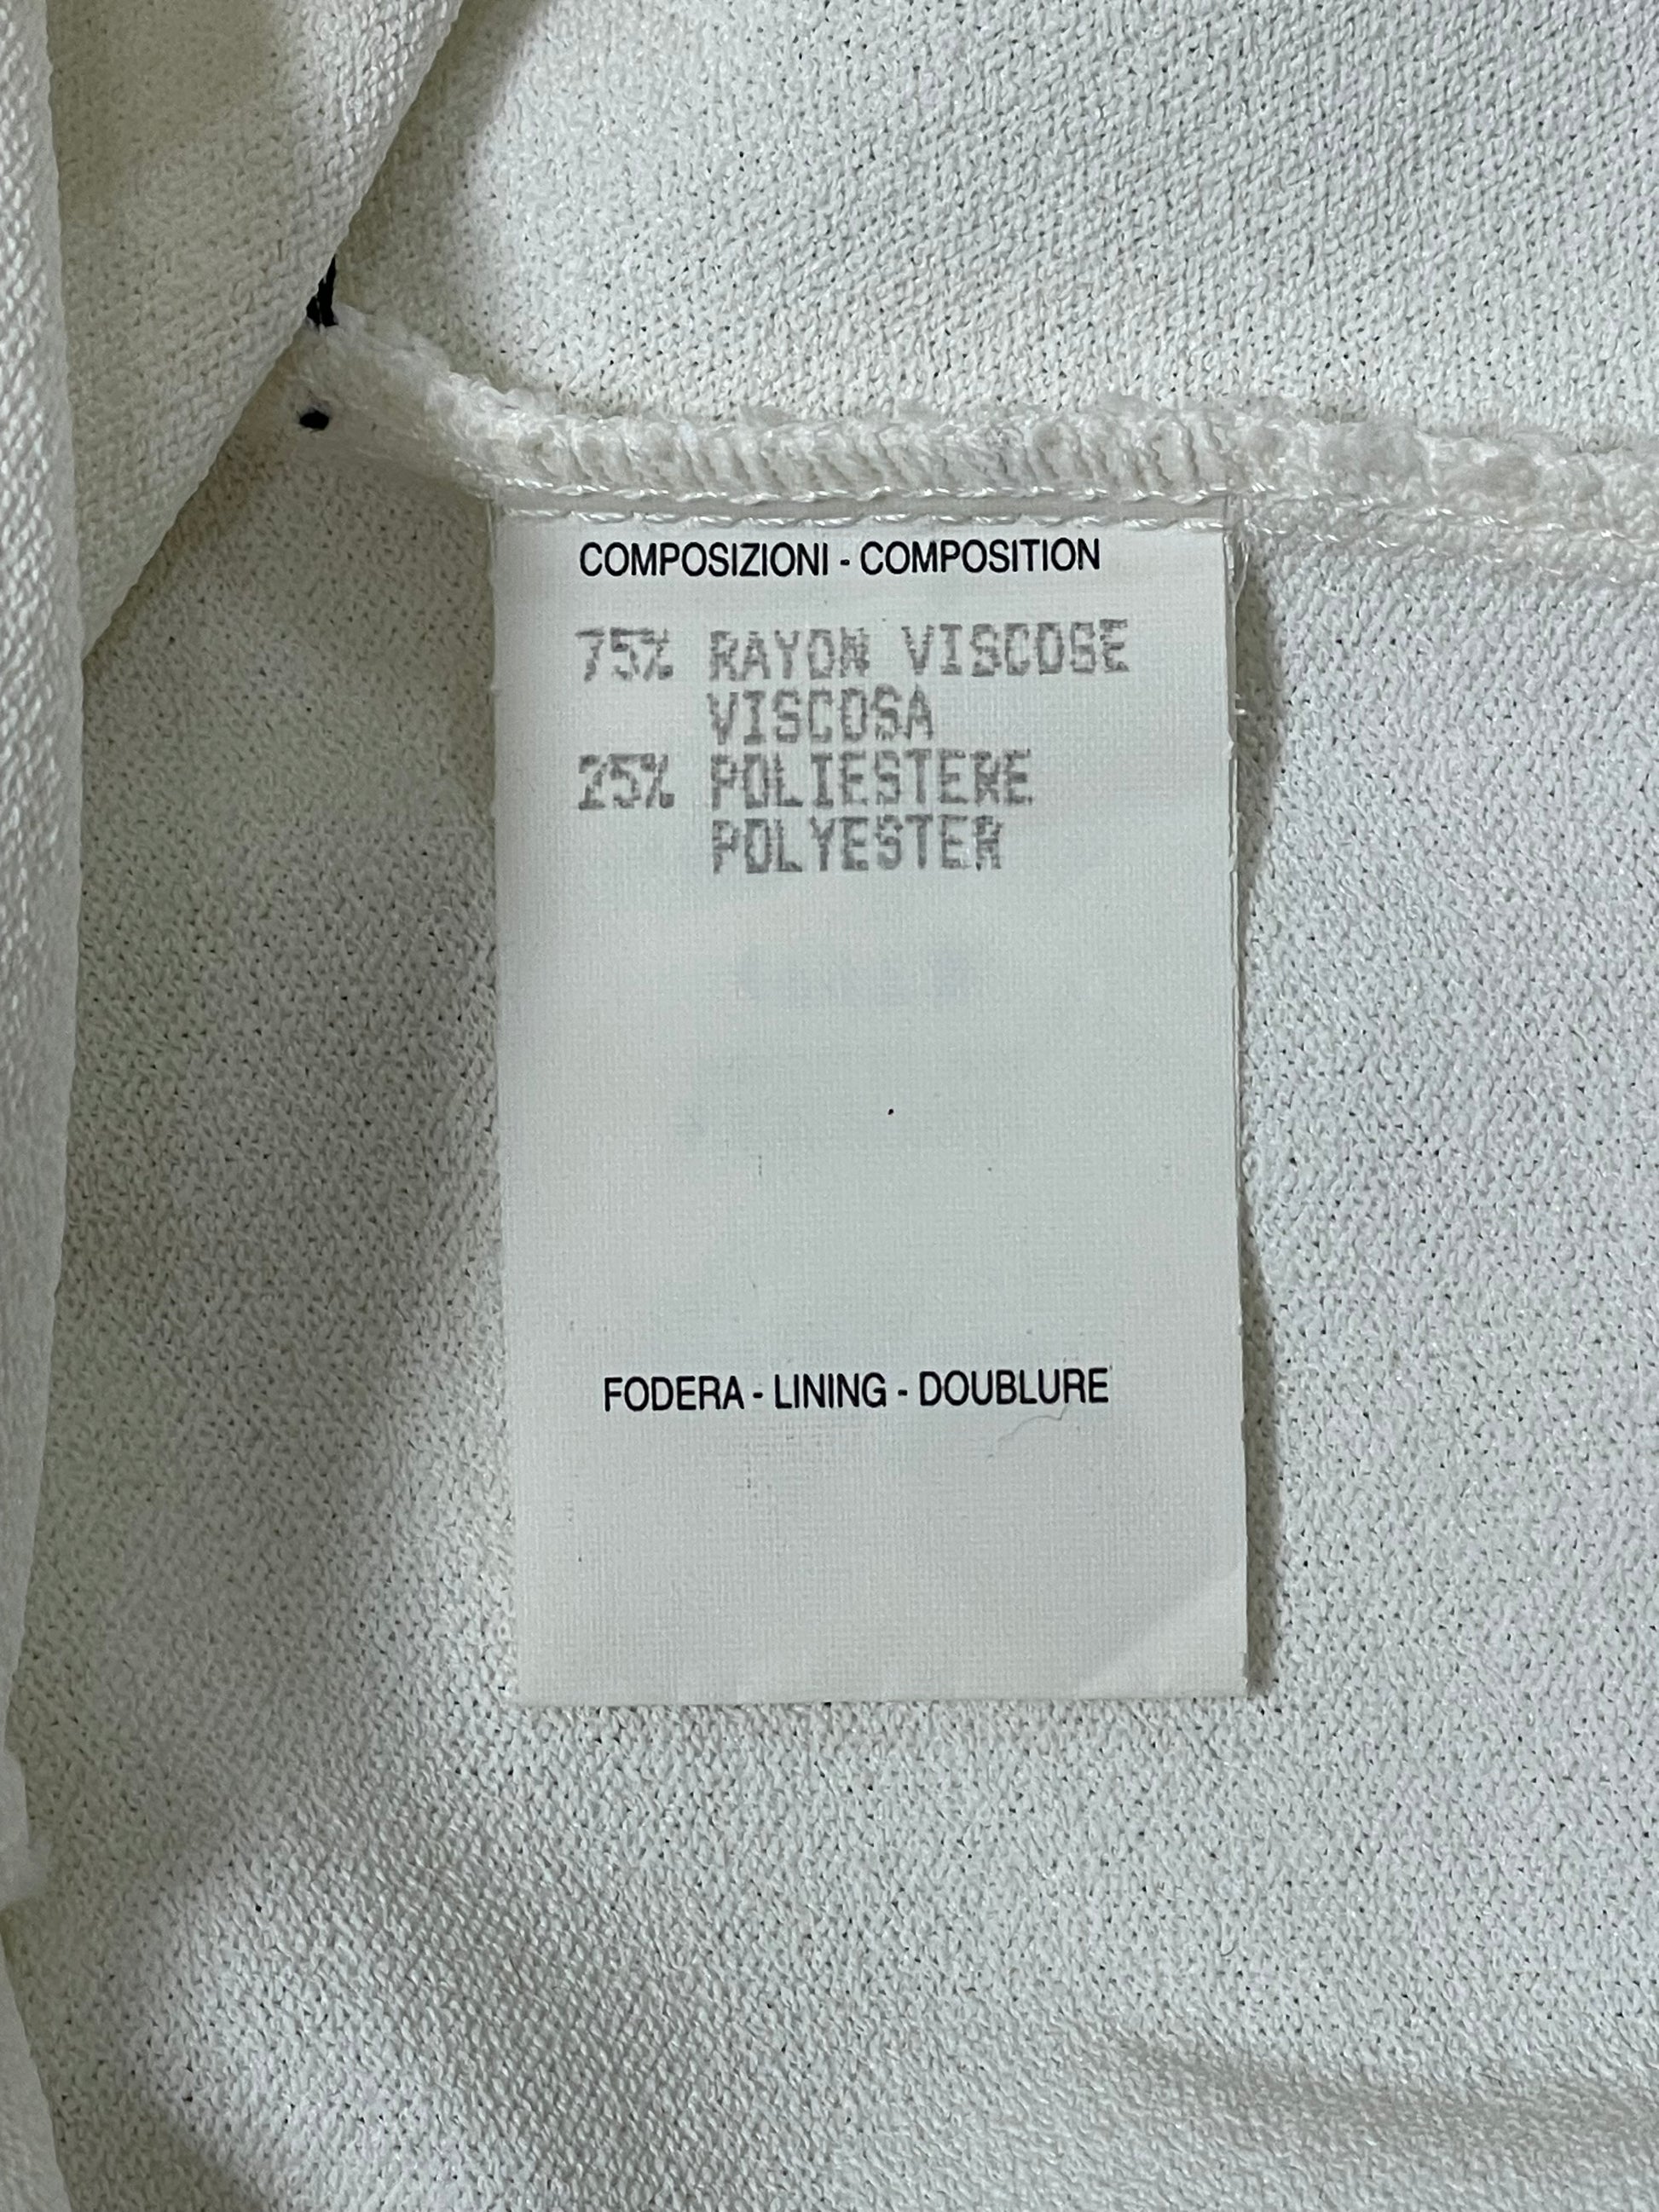 COMPOSIZIONI - COMPOSITION
75% RAYON VISCOSE
VISCOSA
25% POLIESTERE
POLYESTER
FODERA - LINING - DOUBLURE